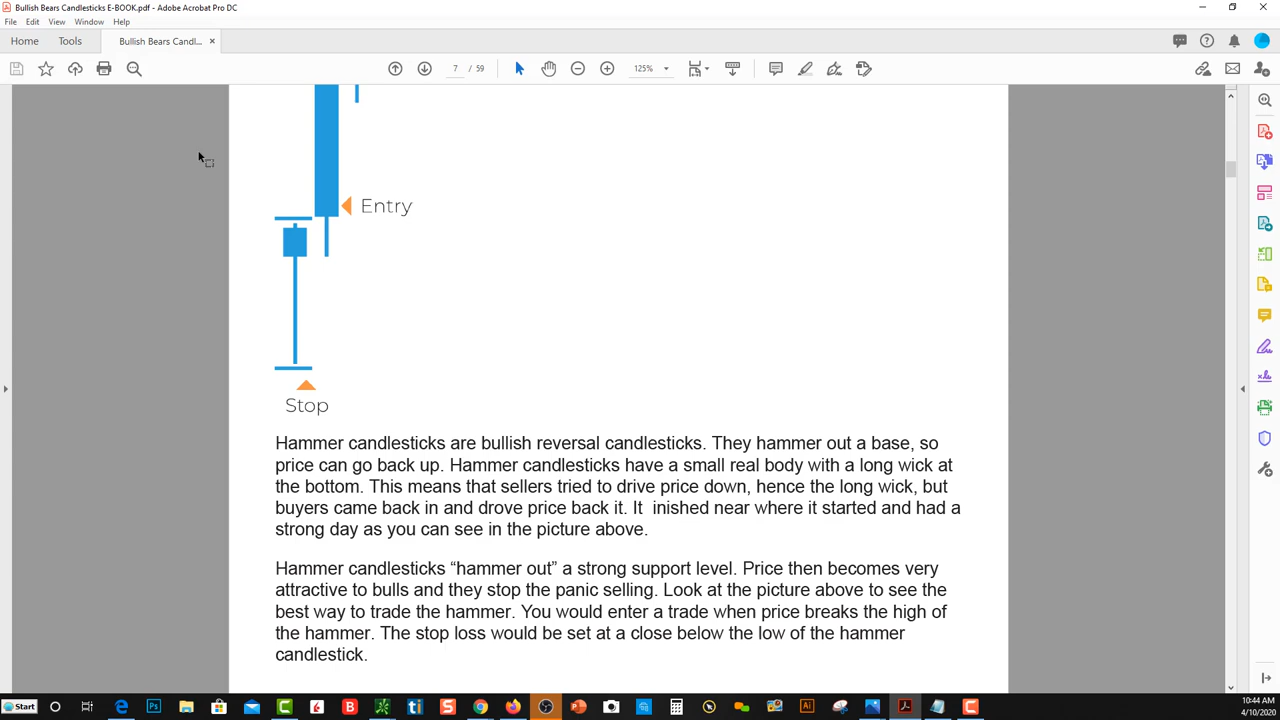 Bullish Bears Candlesticks E-BOOK.pdf - Adobe Acrobat Pro DC
File Edit View Window Help
Home Tools Bullish Bears Candl... ×
7 / 59 125%
Entry
Stop
Hammer candlesticks are bullish reversal candlesticks. They hammer out a base, so
price can go back up. Hammer candlesticks have a small real body with a long wick at
the bottom. This means that sellers tried to drive price down, hence the long wick, but
buyers came back in and drove price back it. It inished near where it started and had a
strong day as you can see in the picture above.
Hammer candlesticks “hammer out” a strong support level. Price then becomes very
attractive to bulls and they stop the panic selling. Look at the picture above to see the
best way to trade the hammer. You would enter a trade when price breaks the high of
the hammer. The stop loss would be set at a close below the low of the hammer
candlestick.
Start
10:44 AM
4/10/2020